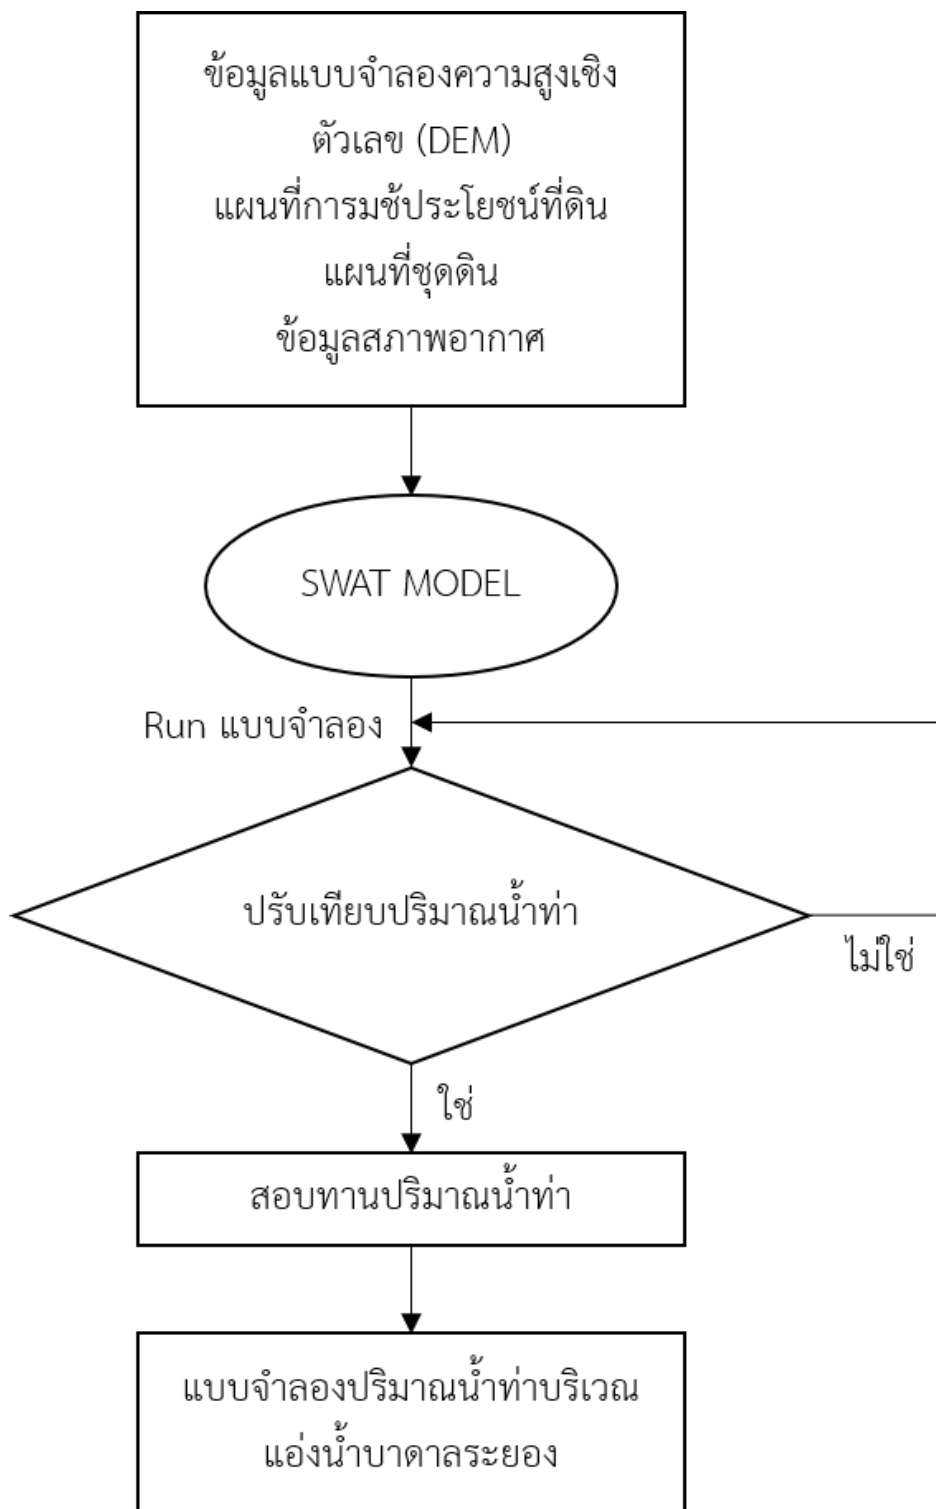 ข้อมูลแบบจำลองความสูงเชิง
ตัวเลข (DEM)
แผนที่การมช้ประโยชน์ที่ดิน
แผนที่ชุดดิน
ข้อมูลสภาพอากาศ
SWAT MODEL
Run แบบจำลอง
ปรับเทียบปริมาณน้ำท่า
ไม่ใช่
ใช่
สอบทานปริมาณน้ำท่า
แบบจำลองปริมาณน้ำท่าบริเวณ
แอ่งน้ำบาดาลระยอง